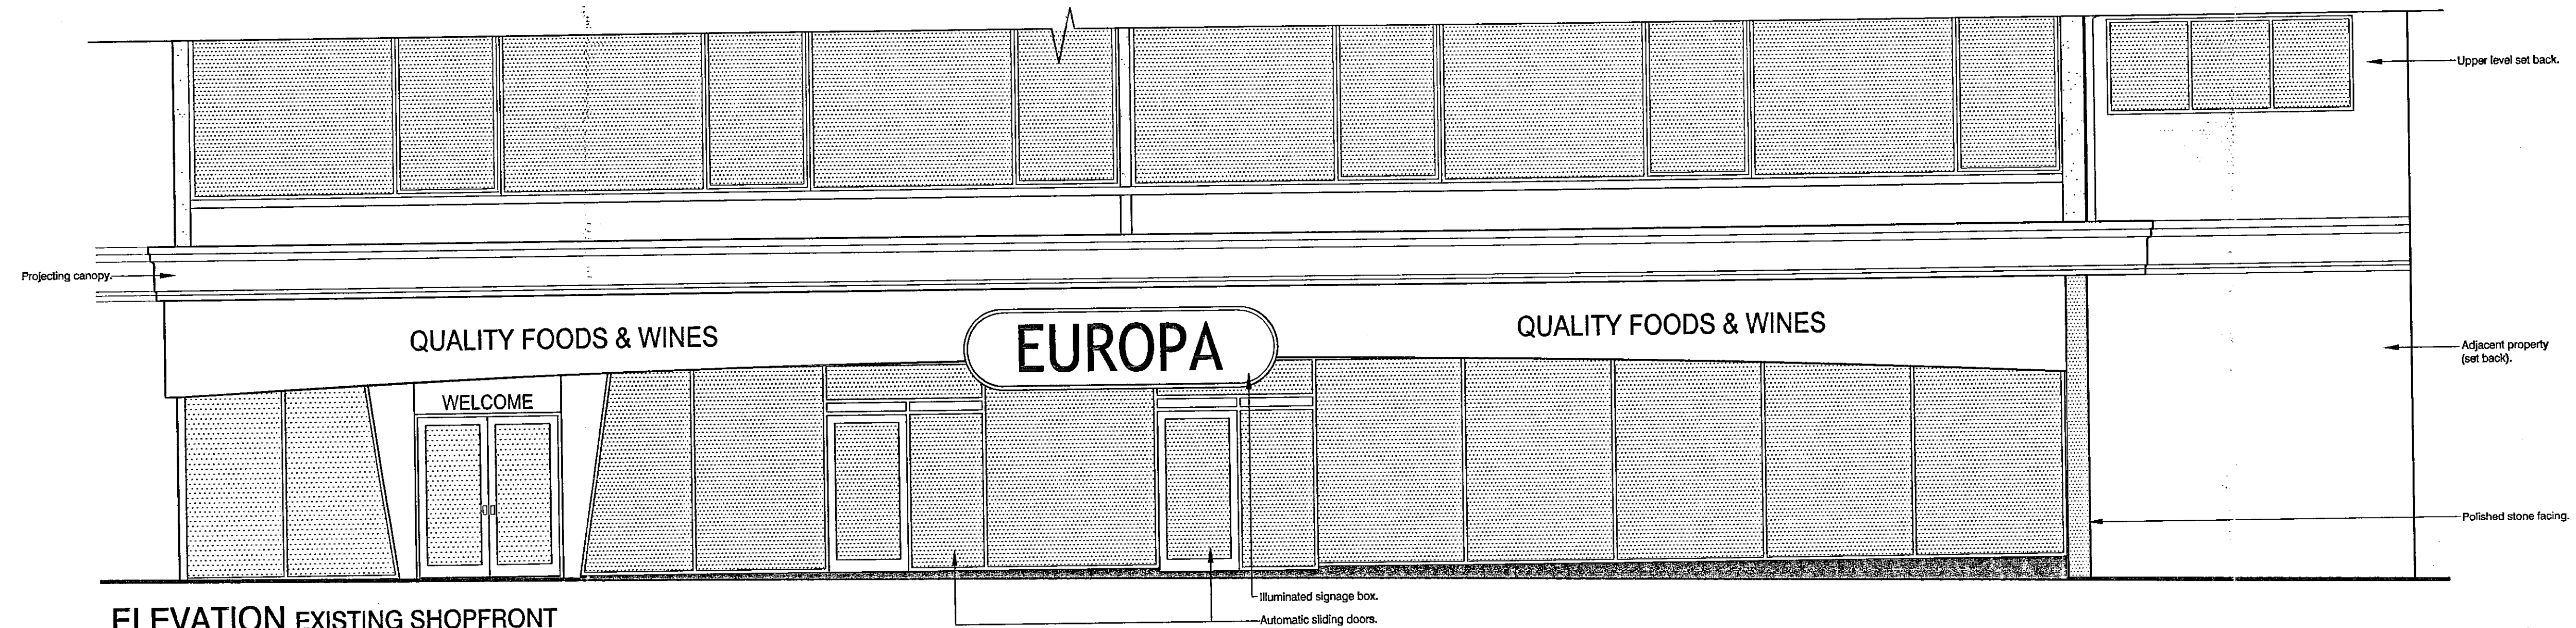 Upper level set back.
Projecting canopy.
QUALITY FOODS & WINES
EUROPA
QUALITY FOODS & WINES
Adjacent property
(set back).
WELCOME
Polished stone facing.
Illuminated signage box.
Automatic sliding doors.
ELEVATION EXISTING SHOPFRONT